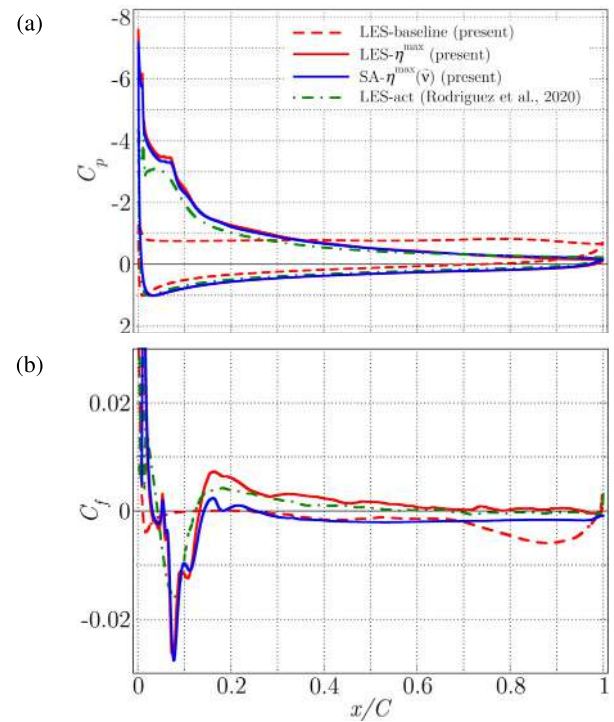 (a)
-8
-6
-4
-2
0
2
C_p
LES-baseline (present)
LES-η^max (present)
SA-η^max(ṽ) (present)
LES-act (Rodriguez et al., 2020)
(b)
0.02
0
-0.02
C_f
0 0.2 0.4 0.6 0.8 1
x/C